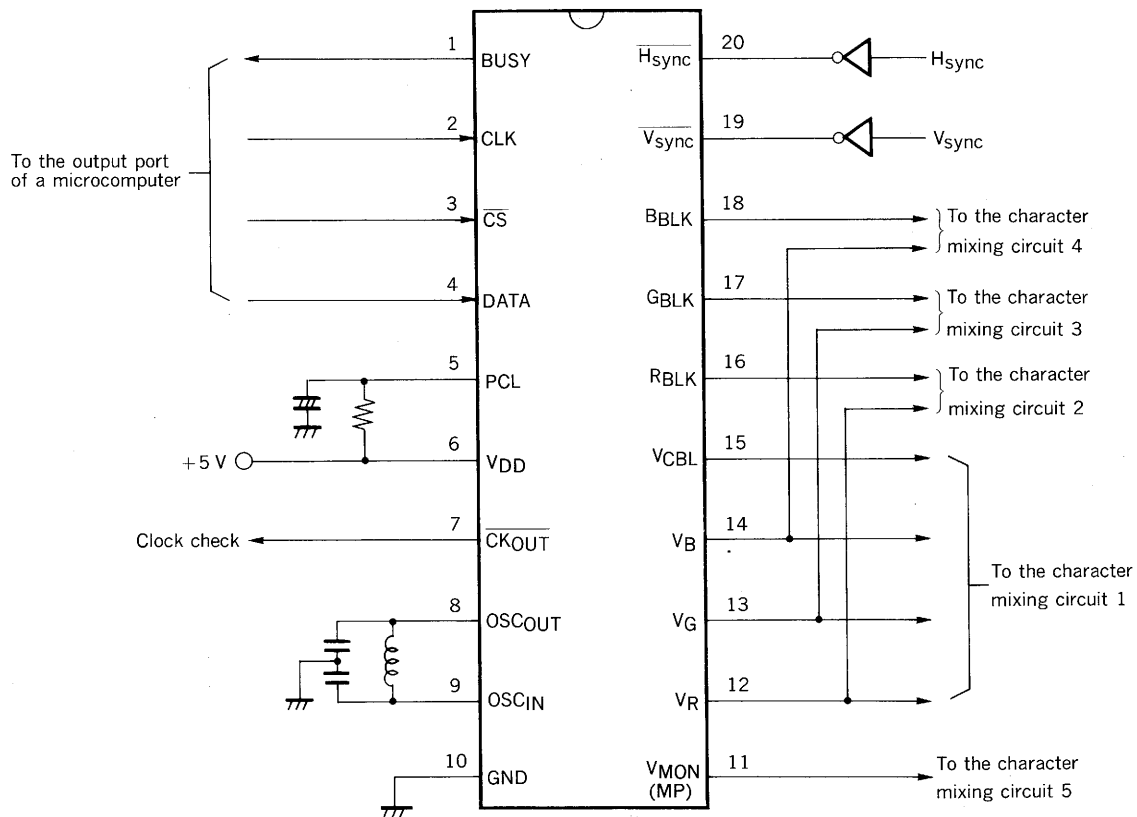 1
BUSY
2
CLK
3
C̅S̅
4
DATA
To the output port
of a microcomputer
5
PCL
+5 V
6
VDD
Clock check
7
C̅K̅O̅U̅T̅
8
OSCOUT
9
OSCIN
10
GND
20
H̅s̅y̅n̅c̅
Hsync
19
V̅s̅y̅n̅c̅
Vsync
18
BBLK
To the character
mixing circuit 4
17
GBLK
To the character
mixing circuit 3
16
RBLK
To the character
mixing circuit 2
15
VCBL
14
VB
13
VG
12
VR
To the character
mixing circuit 1
11
VMON
(MP)
To the character
mixing circuit 5